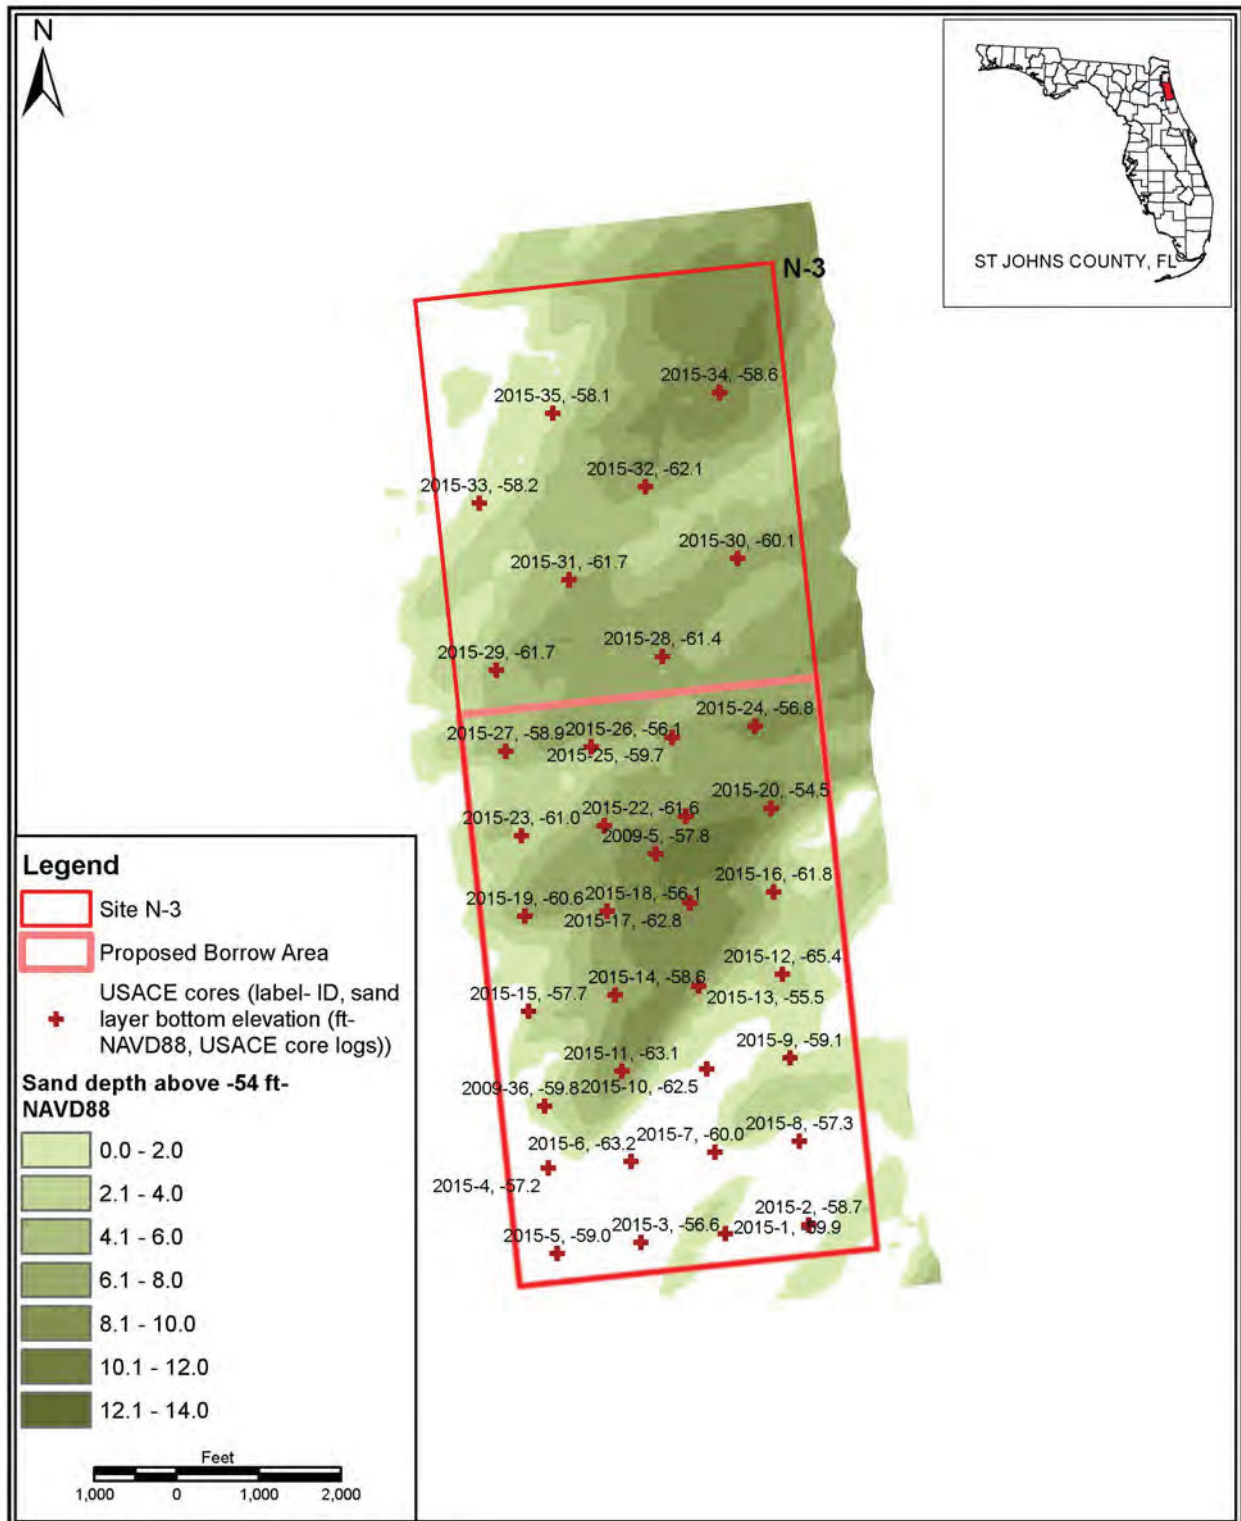 N
ST JOHNS COUNTY, FL
N-3
2015-34, -58.6
2015-35, -58.1
2015-32, -62.1
2015-33, -58.2
2015-30, -60.1
2015-31, -61.7
2015-28, -61.4
2015-29, -61.7
2015-24, -56.8
2015-26, -56.1
2015-27, -58.9
2015-25, -59.7
2015-20, -54.5
2015-22, -61.6
2015-23, -61.0
2009-5, -57.8
2015-16, -61.8
2015-18, -56.1
2015-19, -60.6
2015-17, -62.8
2015-12, -65.4
2015-14, -58.6
2015-15, -57.7
2015-13, -55.5
2015-9, -59.1
2015-11, -63.1
2009-36, -59.8
2015-10, -62.5
2015-8, -57.3
2015-7, -60.0
2015-6, -63.2
2015-4, -57.2
2015-2, -58.7
2015-3, -56.6
2015-1, -59.9
2015-5, -59.0
Legend
Site N-3
Proposed Borrow Area
USACE cores (label- ID, sand
layer bottom elevation (ft-
NAVD88, USACE core logs))
Sand depth above -54 ft-
NAVD88
0.0 - 2.0
2.1 - 4.0
4.1 - 6.0
6.1 - 8.0
8.1 - 10.0
10.1 - 12.0
12.1 - 14.0
Feet
1,000 0 1,000 2,000